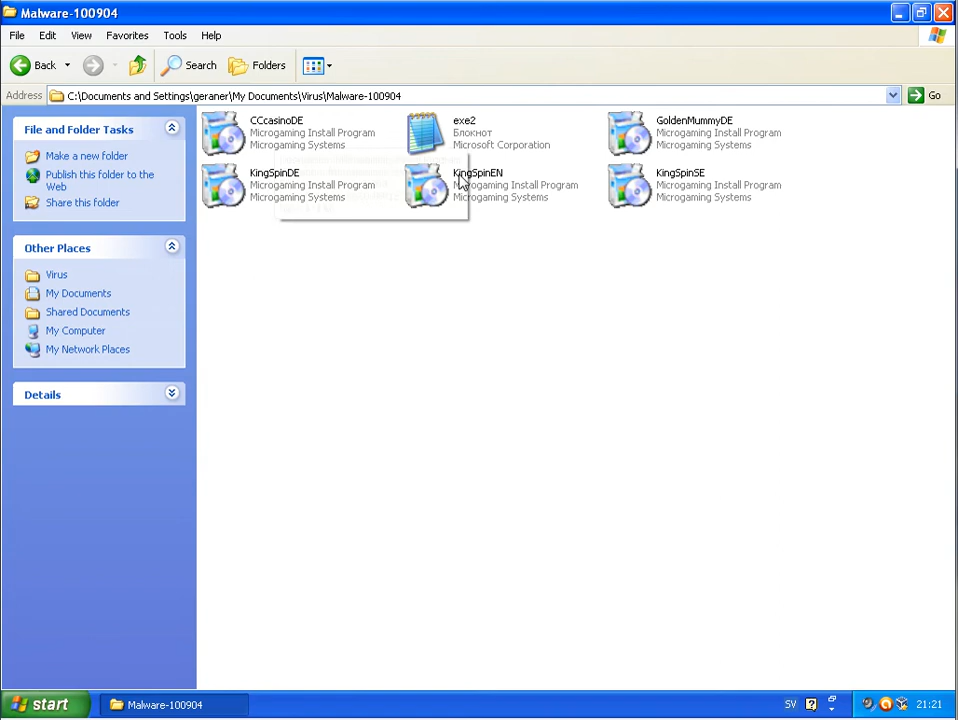 Malware-100904
File Edit View Favorites Tools Help
Back Search Folders
Address C:\Documents and Settings\geraner\My Documents\Virus\Malware-100904 Go
File and Folder Tasks
Make a new folder
Publish this folder to the
Web
Share this folder
Other Places
Virus
My Documents
Shared Documents
My Computer
My Network Places
Details
CCcasinoDE
Microgaming Install Program
Microgaming Systems
exe2
Блокнот
Microsoft Corporation
GoldenMummyDE
Microgaming Install Program
Microgaming Systems
KingSpinDE
Microgaming Install Program
Microgaming Systems
KingSpinEN
Microgaming Install Program
Microgaming Systems
KingSpinSE
Microgaming Install Program
Microgaming Systems
start Malware-100904 SV 21:21